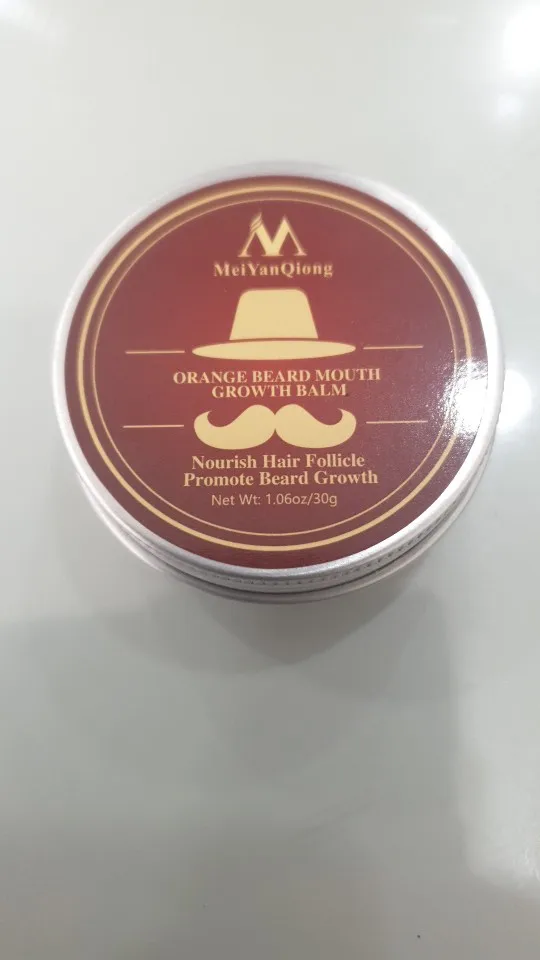 MeiYanQiong
ORANGE BEARD MOUTH
GROWTH BALM
Nourish Hair Follicle
Promote Beard Growth
Net Wt: 1.06oz/30g